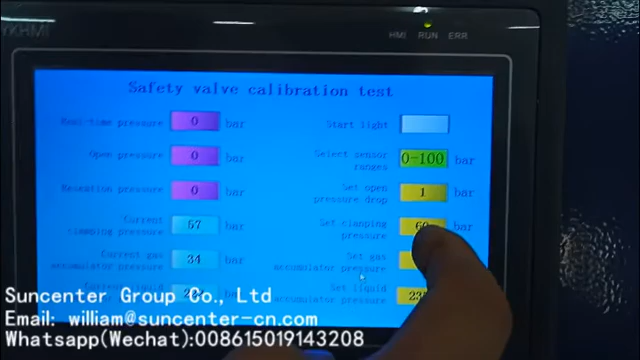 HMI RUN ERR
Safety valve calibration test
Real-time pressure 0 bar
Start light
Open pressure 0 bar
Select sensor ranges 0-100 bar
Reseation pressure 0 bar
Set open pressure drop 1 bar
Current clamping pressure 57 bar
Set clamping pressure bar
Current gas accumulator pressure 34 bar
Set gas accumulator pressure
Current liquid
Set liquid accumulator pressure
Suncenter Group Co., Ltd
Email: william@suncenter-cn.com
Whatsapp(Wechat):008615019143208